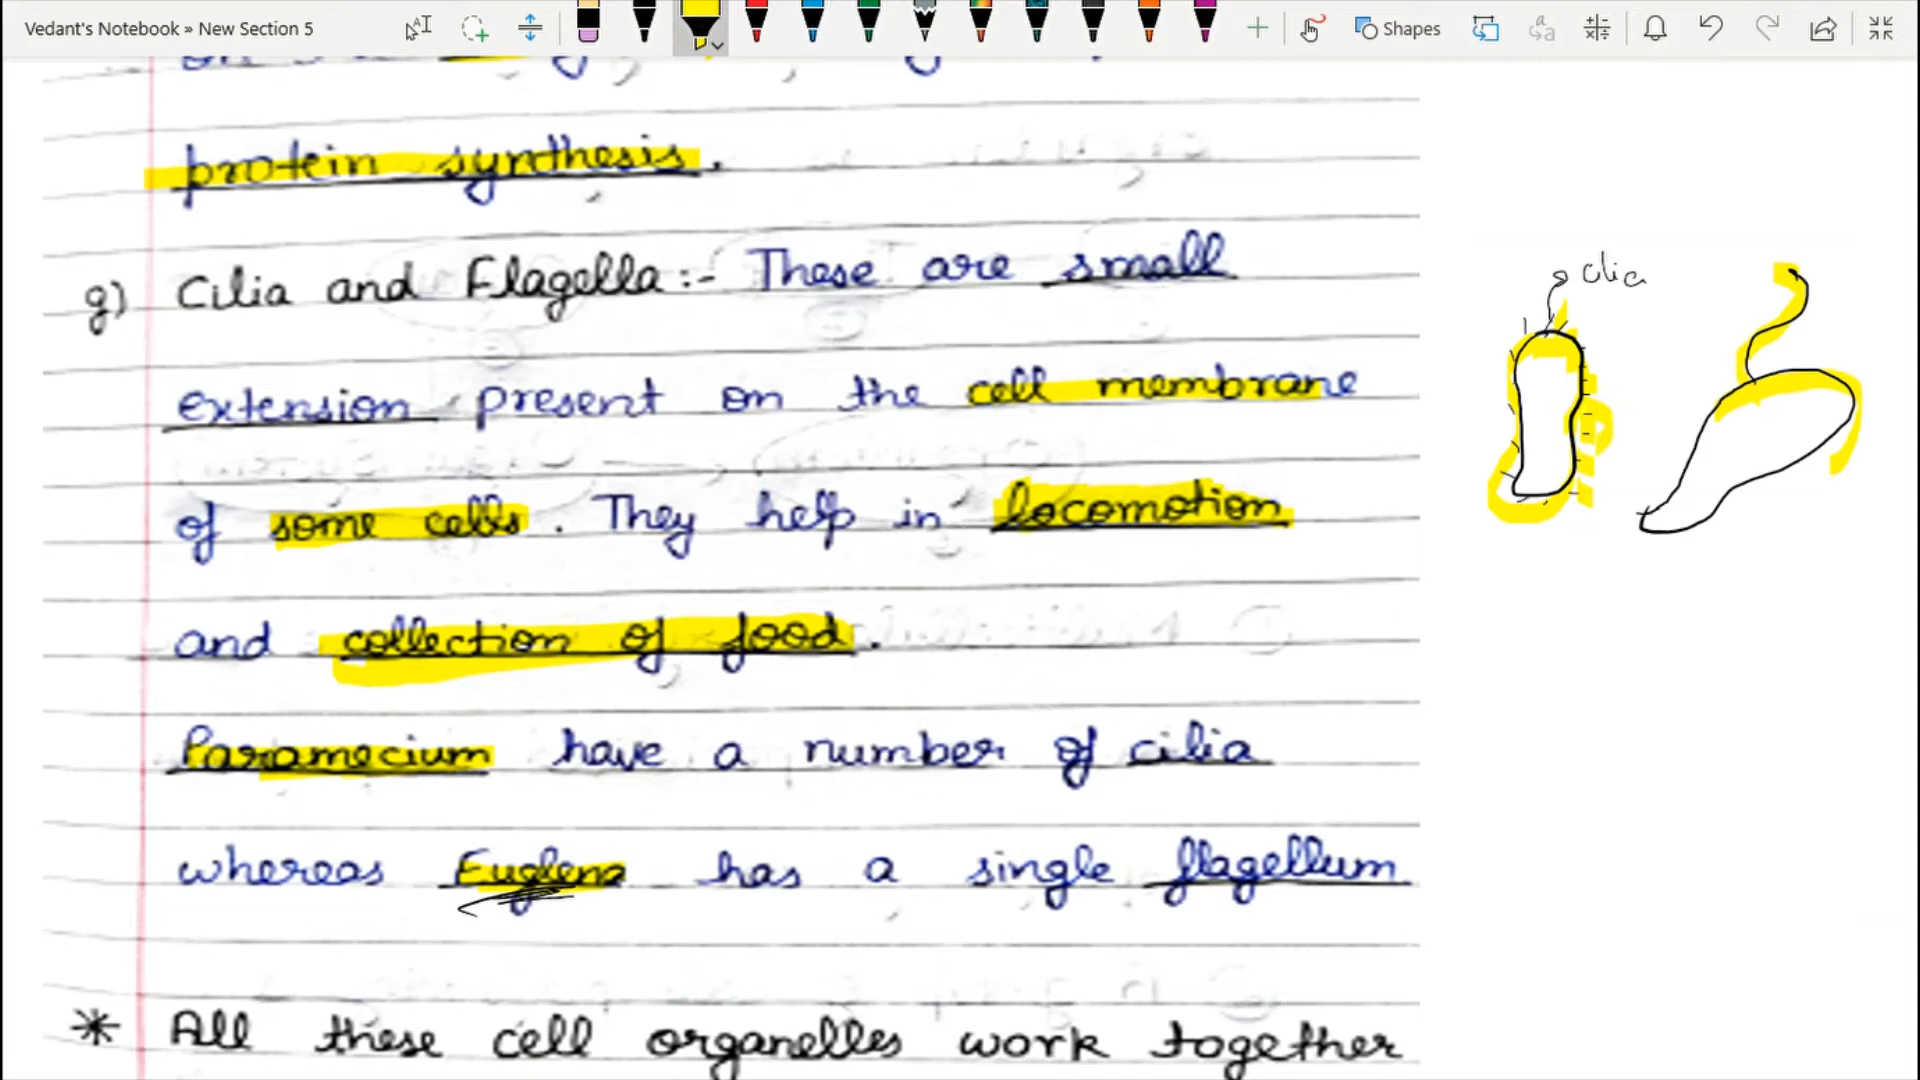 Vedant's Notebook » New Section 5
Shapes
protein synthesis.
g) Cilia and Flagella:- These are small
cilia
extension present on the cell membrane
of some cells. They help in locomotion
and collection of food.
Paramecium have a number of cilia
whereas Euglena has a single flagellum
* All these cell organelles work together